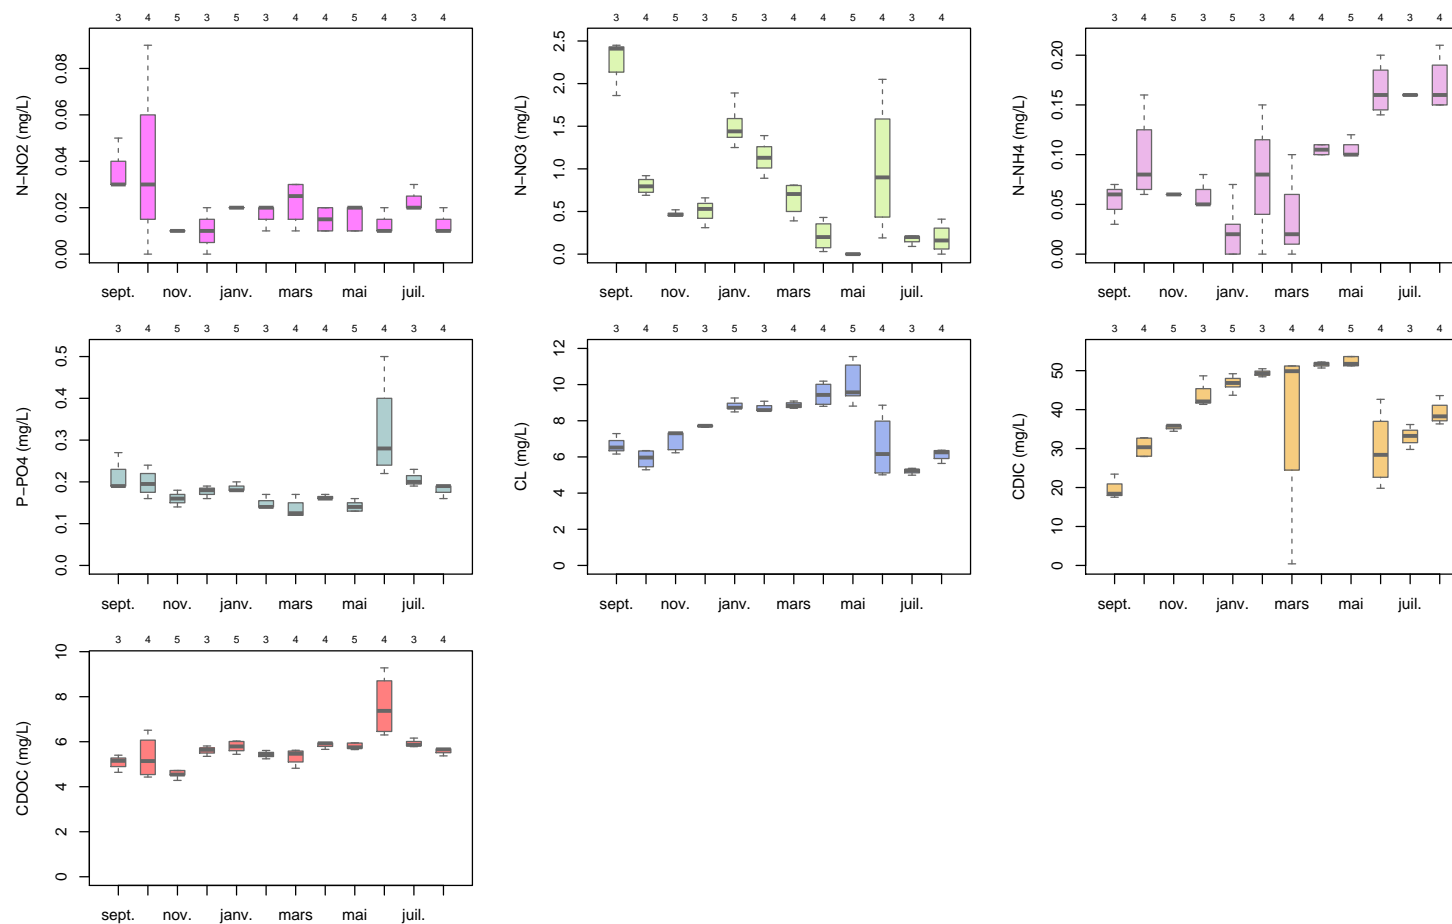 3 4 5 3 5 3 4 4 5 4 3 4
N−NO2 (mg/L)
0.00 0.02 0.04 0.06 0.08
sept. nov. janv. mars mai juil.
3 4 5 3 5 3 4 4 5 4 3 4
N−NO3 (mg/L)
0.0 0.5 1.0 1.5 2.0 2.5
sept. nov. janv. mars mai juil.
3 4 5 3 5 3 4 4 5 4 3 4
N−NH4 (mg/L)
0.00 0.05 0.10 0.15 0.20
sept. nov. janv. mars mai juil.
3 4 5 3 5 3 4 4 5 4 3 4
P−PO4 (mg/L)
0.0 0.1 0.2 0.3 0.4 0.5
sept. nov. janv. mars mai juil.
3 4 5 3 5 3 4 4 5 4 3 4
CL (mg/L)
0 2 4 6 8 10 12
sept. nov. janv. mars mai juil.
3 4 5 3 5 3 4 4 5 4 3 4
CDIC (mg/L)
0 10 20 30 40 50
sept. nov. janv. mars mai juil.
3 4 5 3 5 3 4 4 5 4 3 4
CDOC (mg/L)
0 2 4 6 8 10
sept. nov. janv. mars mai juil.